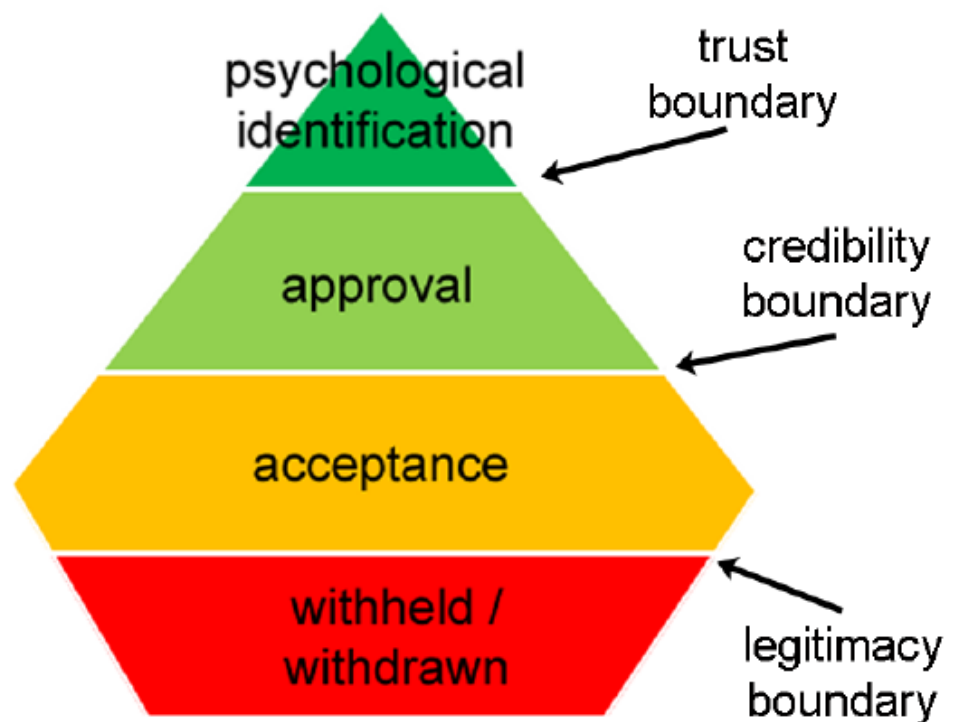 psychological
identification
trust
boundary
approval
credibility
boundary
acceptance
withheld /
withdrawn
legitimacy
boundary